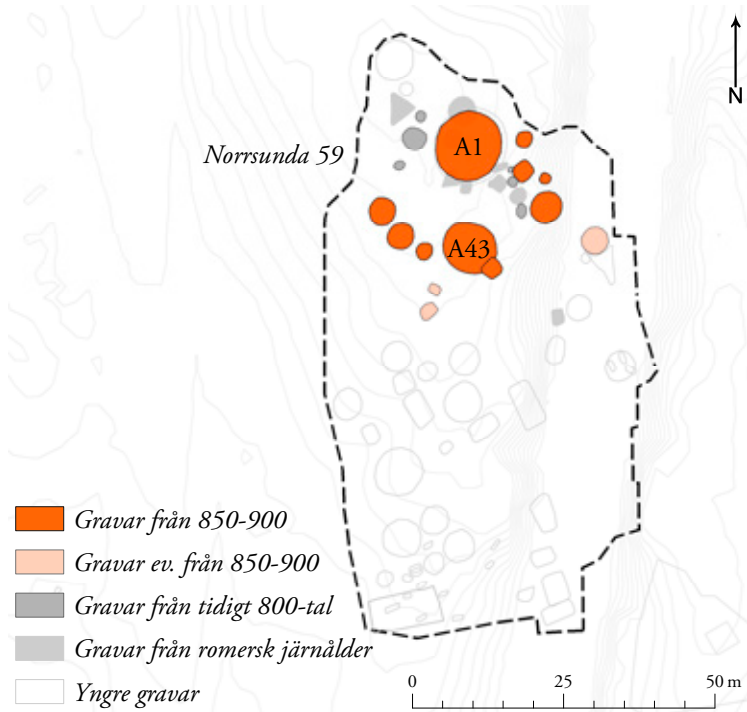 N
A1
Norrsunda 59
A43
Gravar från 850-900
Gravar ev. från 850-900
Gravar från tidigt 800-tal
Gravar från romersk järnålder
Yngre gravar
0 25 50 m